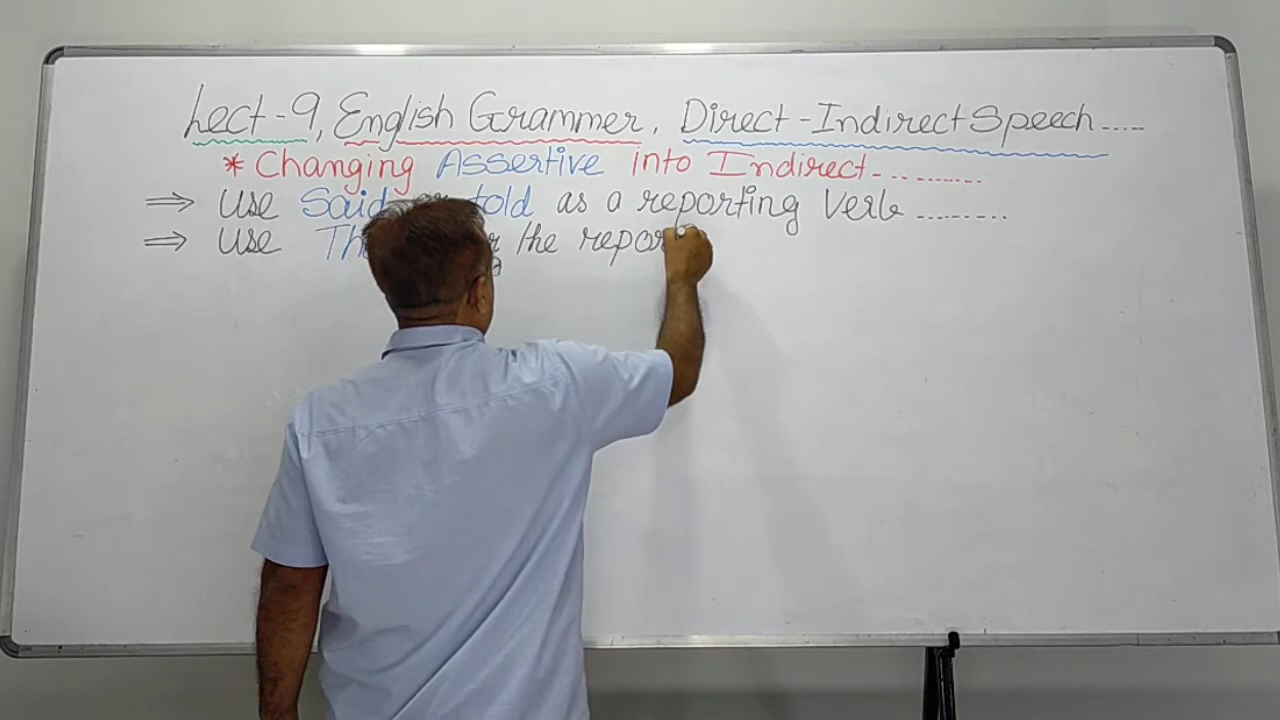 Lect-9, English Grammer, Direct-Indirect Speech.....
* Changing Assertive into Indirect..........
⇒ Use Said or told as a reporting Verb ........
⇒ Use the